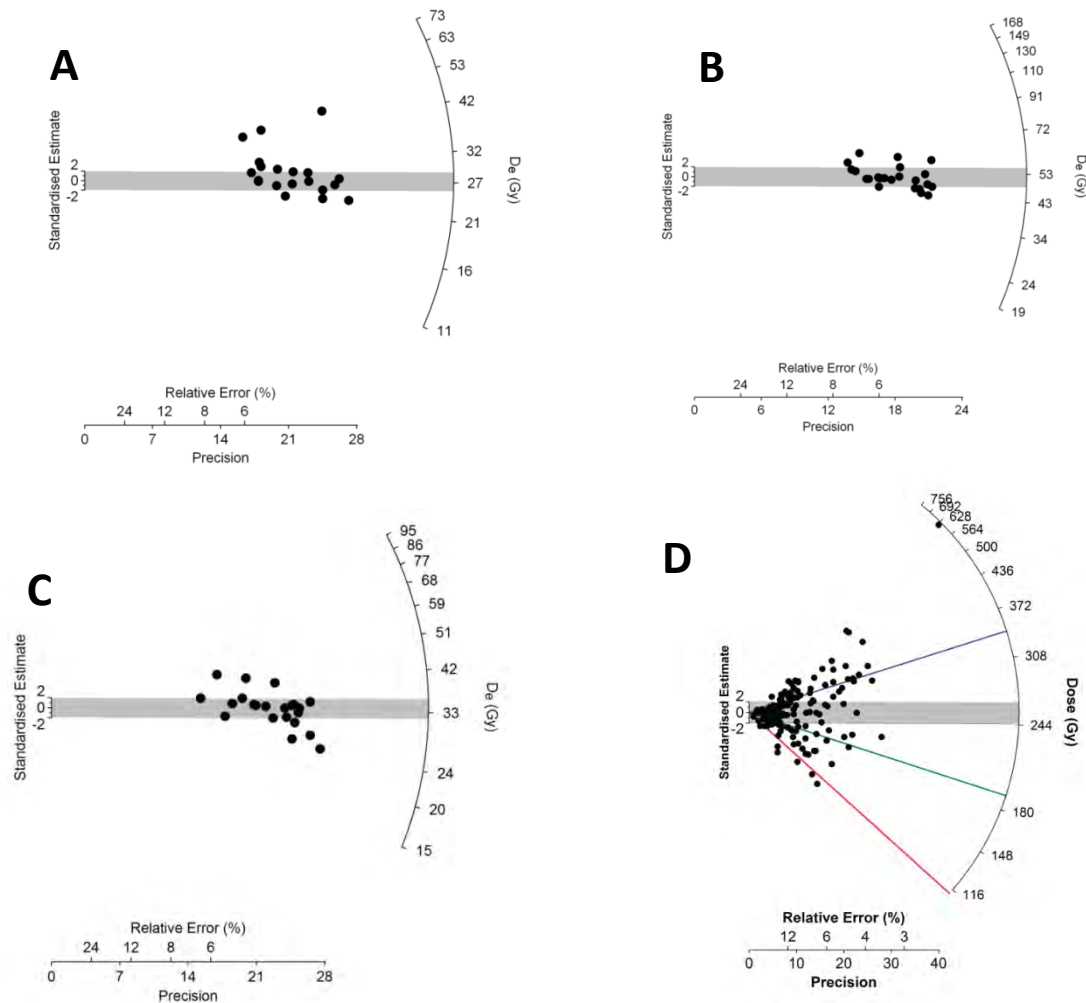 A
Standardised Estimate
2
0
-2
73
63
53
42
32
27
21
16
11
De (Gy)
Relative Error (%)
24 12 8 6
0 7 14 21 28
Precision
B
Standardised Estimate
2
0
-2
168
149
130
110
91
72
53
43
34
24
19
De (Gy)
Relative Error (%)
24 12 8 6
0 6 12 18 24
Precision
C
Standardised Estimate
2
0
-2
95
86
77
68
59
51
42
33
24
20
15
De (Gy)
Relative Error (%)
24 12 8 6
0 7 14 21 28
Precision
D
Standardised Estimate
2
0
-2
756
692
628
564
500
436
372
308
244
180
148
116
Dose (Gy)
Relative Error (%)
12 6 4 3
0 10 20 30 40
Precision